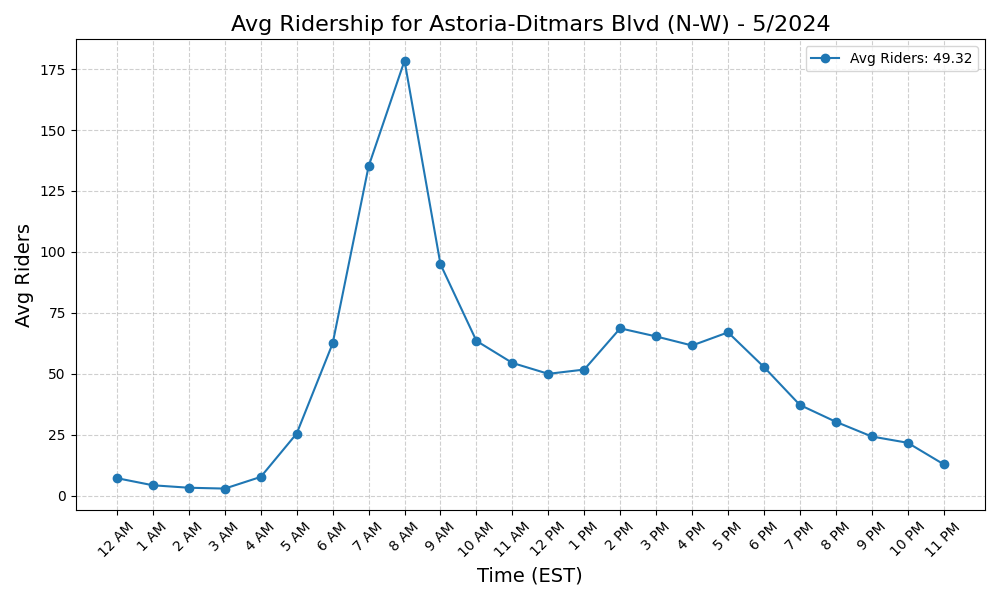 Avg Ridership for Astoria-Ditmars Blvd (N-W) - 5/2024
Avg Riders: 49.32
Avg Riders
175
150
125
100
75
50
25
0
12 AM
1 AM
2 AM
3 AM
4 AM
5 AM
6 AM
7 AM
8 AM
9 AM
10 AM
11 AM
12 PM
1 PM
2 PM
3 PM
4 PM
5 PM
6 PM
7 PM
8 PM
9 PM
10 PM
11 PM
Time (EST)